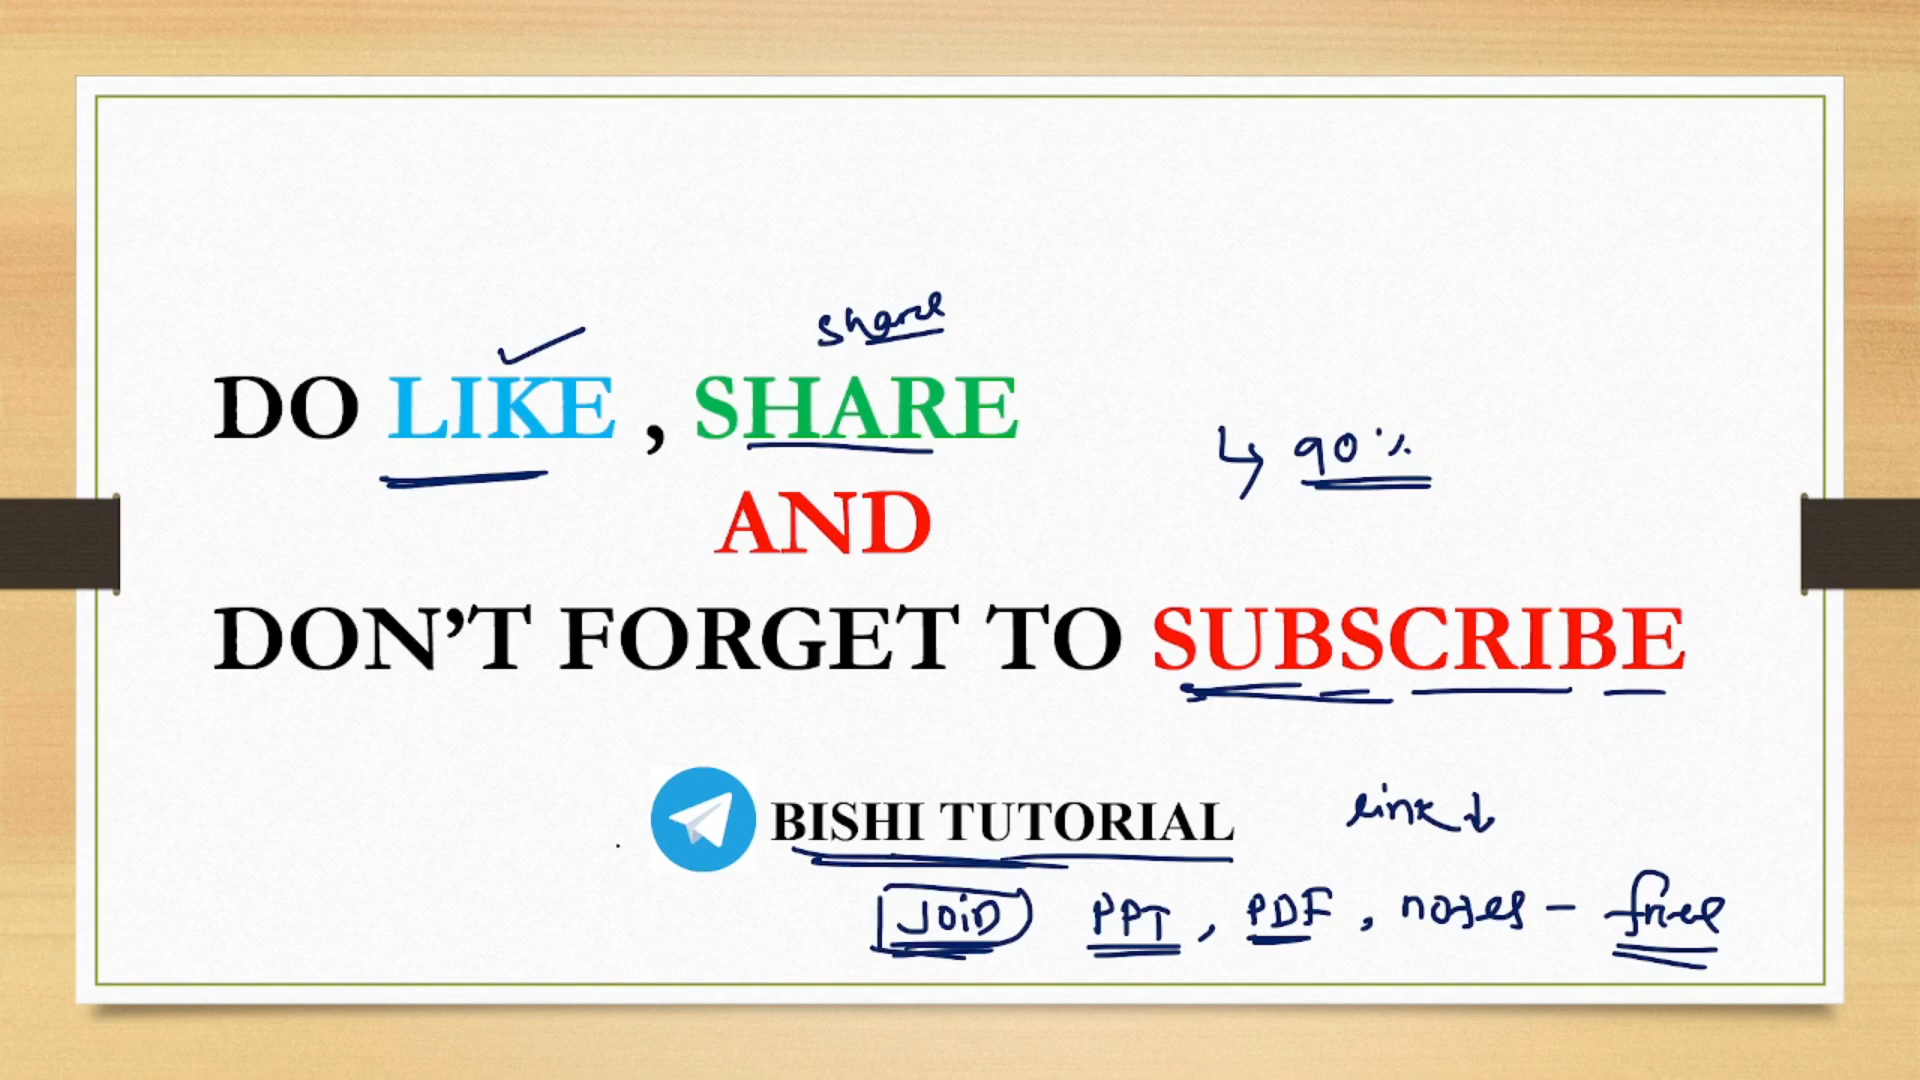 share
DO LIKE , SHARE
90%
AND
DON’T FORGET TO SUBSCRIBE
BISHI TUTORIAL
link
Join PPT, PDF, notes - free